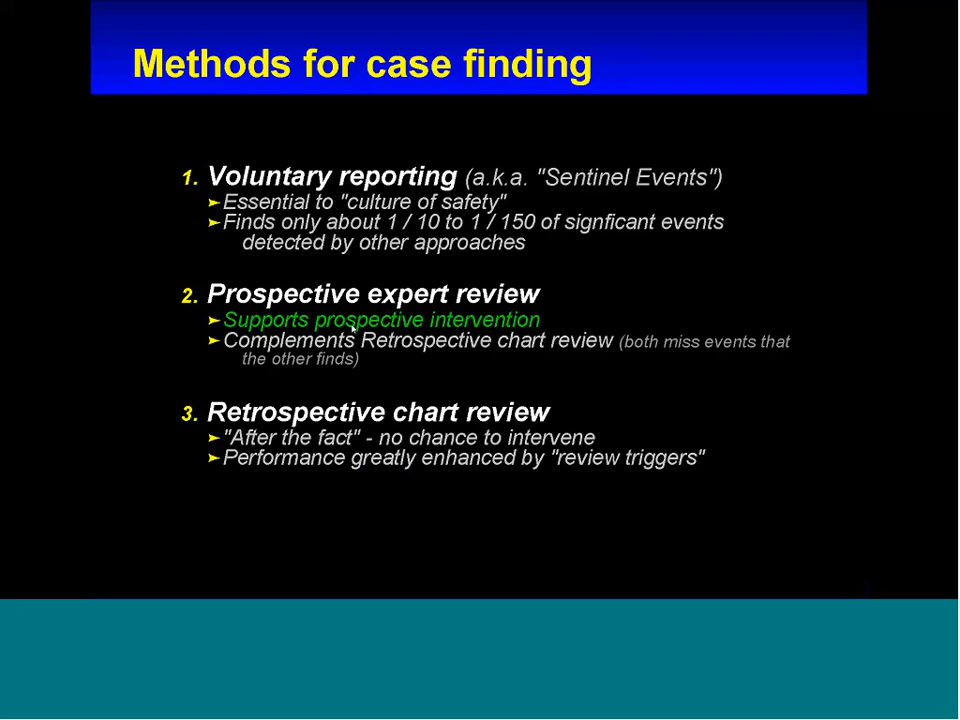 Methods for case finding
1. Voluntary reporting (a.k.a. "Sentinel Events")
➤Essential to "culture of safety"
➤Finds only about 1 / 10 to 1 / 150 of signficant events
detected by other approaches
2. Prospective expert review
➤Supports prospective intervention
➤Complements Retrospective chart review (both miss events that
the other finds)
3. Retrospective chart review
➤"After the fact" - no chance to intervene
➤Performance greatly enhanced by "review triggers"